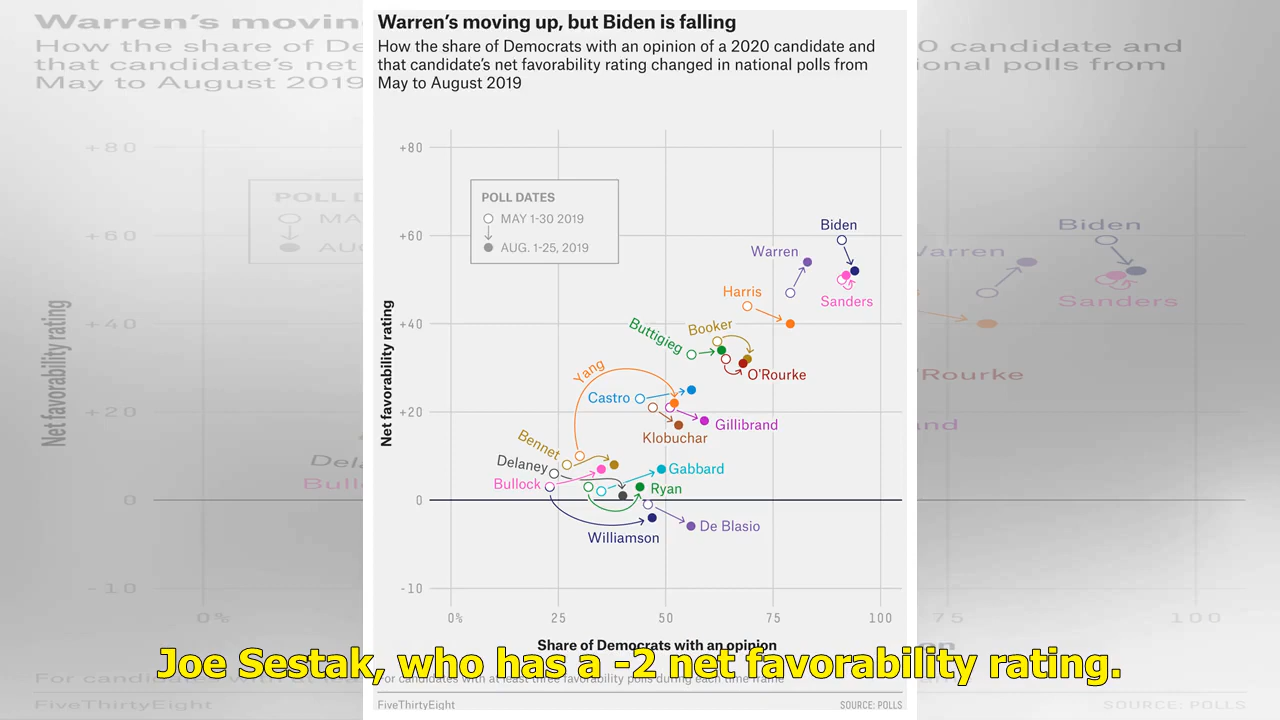 Warren's moving up, but Biden is falling
How the share of Democrats with an opinion of a 2020 candidate and
that candidate's net favorability rating changed in national polls from
May to August 2019
+80
POLL DATES
MAY 1-30 2019
AUG. 1-25, 2019
+60
Biden
Warren
Harris
Sanders
+40
Booker
Buttigieg
O'Rourke
Yang
Castro
+20
Gillibrand
Klobuchar
Bennet
Delaney
Gabbard
Bullock
Ryan
0
De Blasio
Williamson
-10
Net favorability rating
0%
25
50
75
100
Share of Democrats with an opinion
Joe Sestak, who has a -2 net favorability rating.
For candidates with at least three favorability polls during each time frame
FiveThirtyEight
SOURCE: POLLS